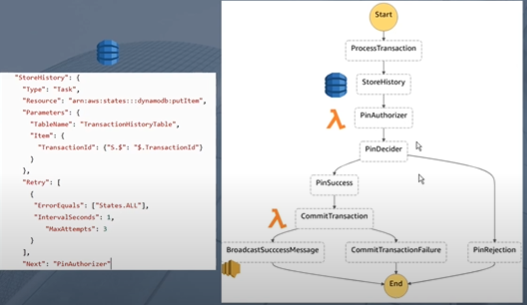 "StoreHistory": {
"Type": "Task",
"Resource": "arn:aws:states:::dynamodb:putItem",
"Parameters": {
"TableName": "TransactionHistoryTable",
"Item": {
"TransactionId": {"S.$": "$.TransactionId"}
}
},
"Retry": [
{
"ErrorEquals": ["States.ALL"],
"IntervalSeconds": 1,
"MaxAttempts": 3
}
],
"Next": "PinAuthorizer"
Start
ProcessTransaction
StoreHistory
PinAuthorizer
PinDecider
PinSuccess
CommitTransaction
BroadcastSuccessMessage
CommitTransactionFailure
PinRejection
End